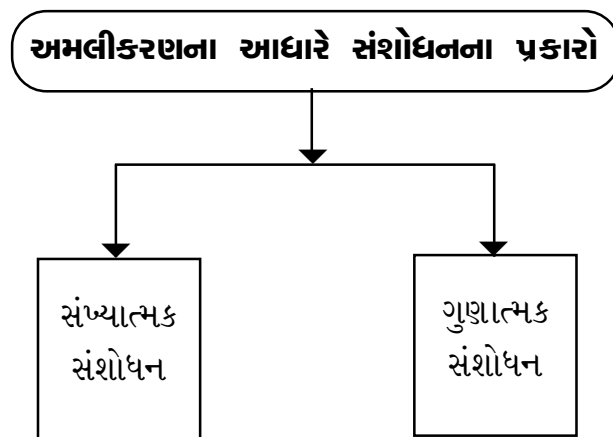 અમલીકરણના આધારે સંશોધનના પ્રકારો
સંખ્યાત્મક
સંશોધન
ગુણાત્મક
સંશોધન